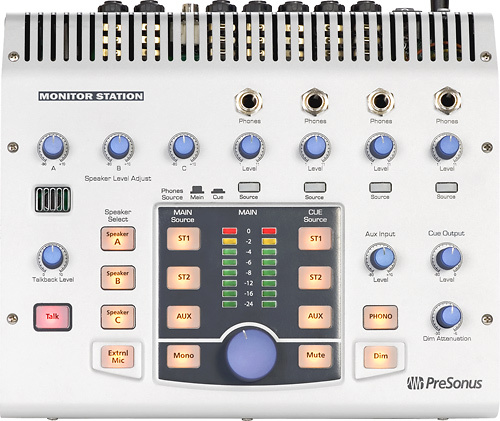 MONITOR STATION
Phones Phones Phones Phones
A B C Level Level Level Level
Speaker Level Adjust
Phones Source Main Cue
Source Source Source Source
Speaker Select
MAIN Source
MAIN
CUE Source
Aux Input
Cue Output
Speaker A
ST1
0
ST1
-2
-4
Talkback Level
Speaker B
ST2
-6
-8
ST2
Level
Level
-12
-16
Talk
Speaker C
AUX
-24
AUX
PHONO
Dim Attenuation
Extrnl Mic
Mono
Mute
Dim
PreSonus